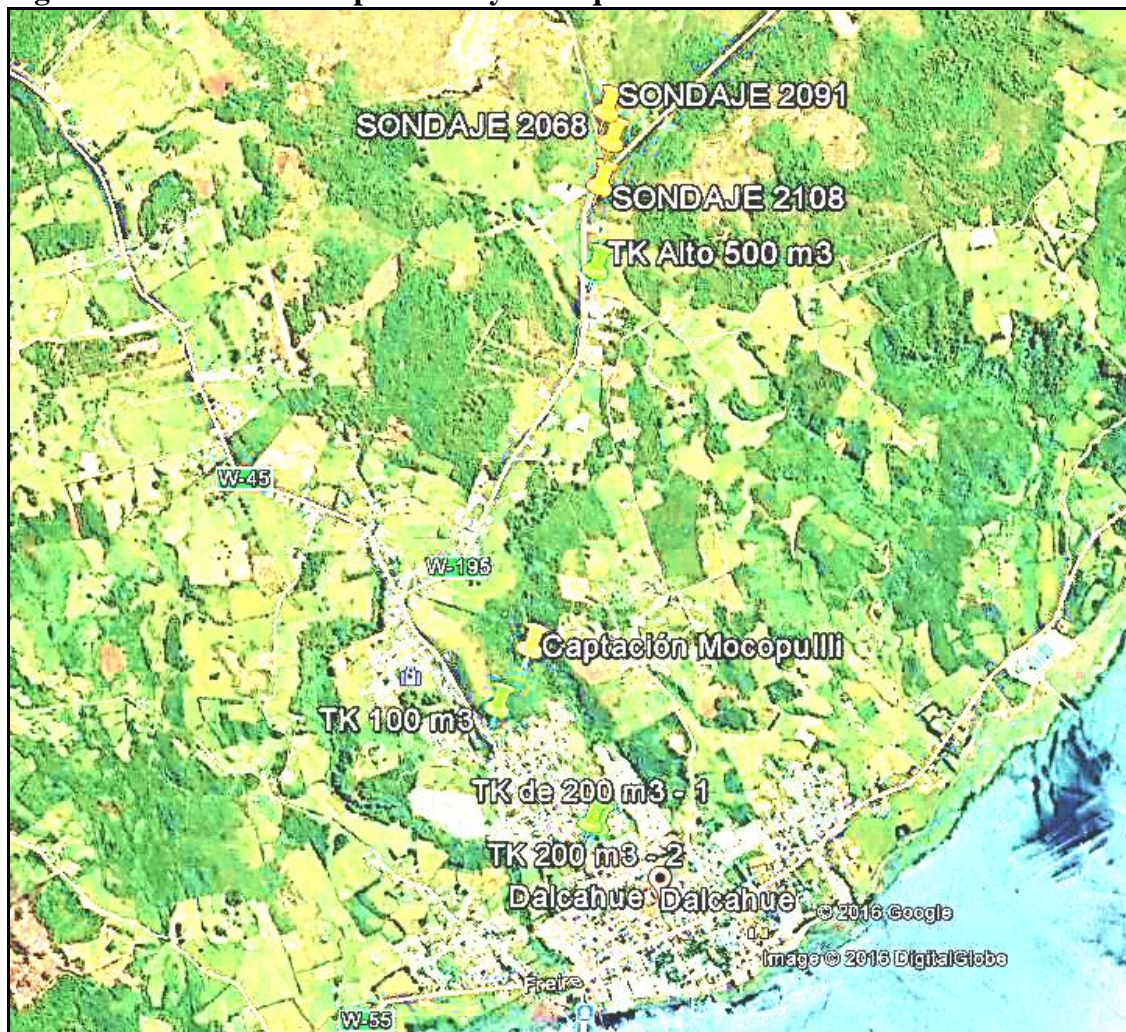 SONDAJE 2091
SONDAJE 2068
SONDAJE 2108
TK Alto 500 m3
W-45
W-195
Captación Mocopullli
TK 100 m3
TK de 200 m3 - 1
TK 200 m3 - 2
Dalcahue Dalcahue
© 2016 Google
Image © 2016 DigitalGlobe
Freire
W-55